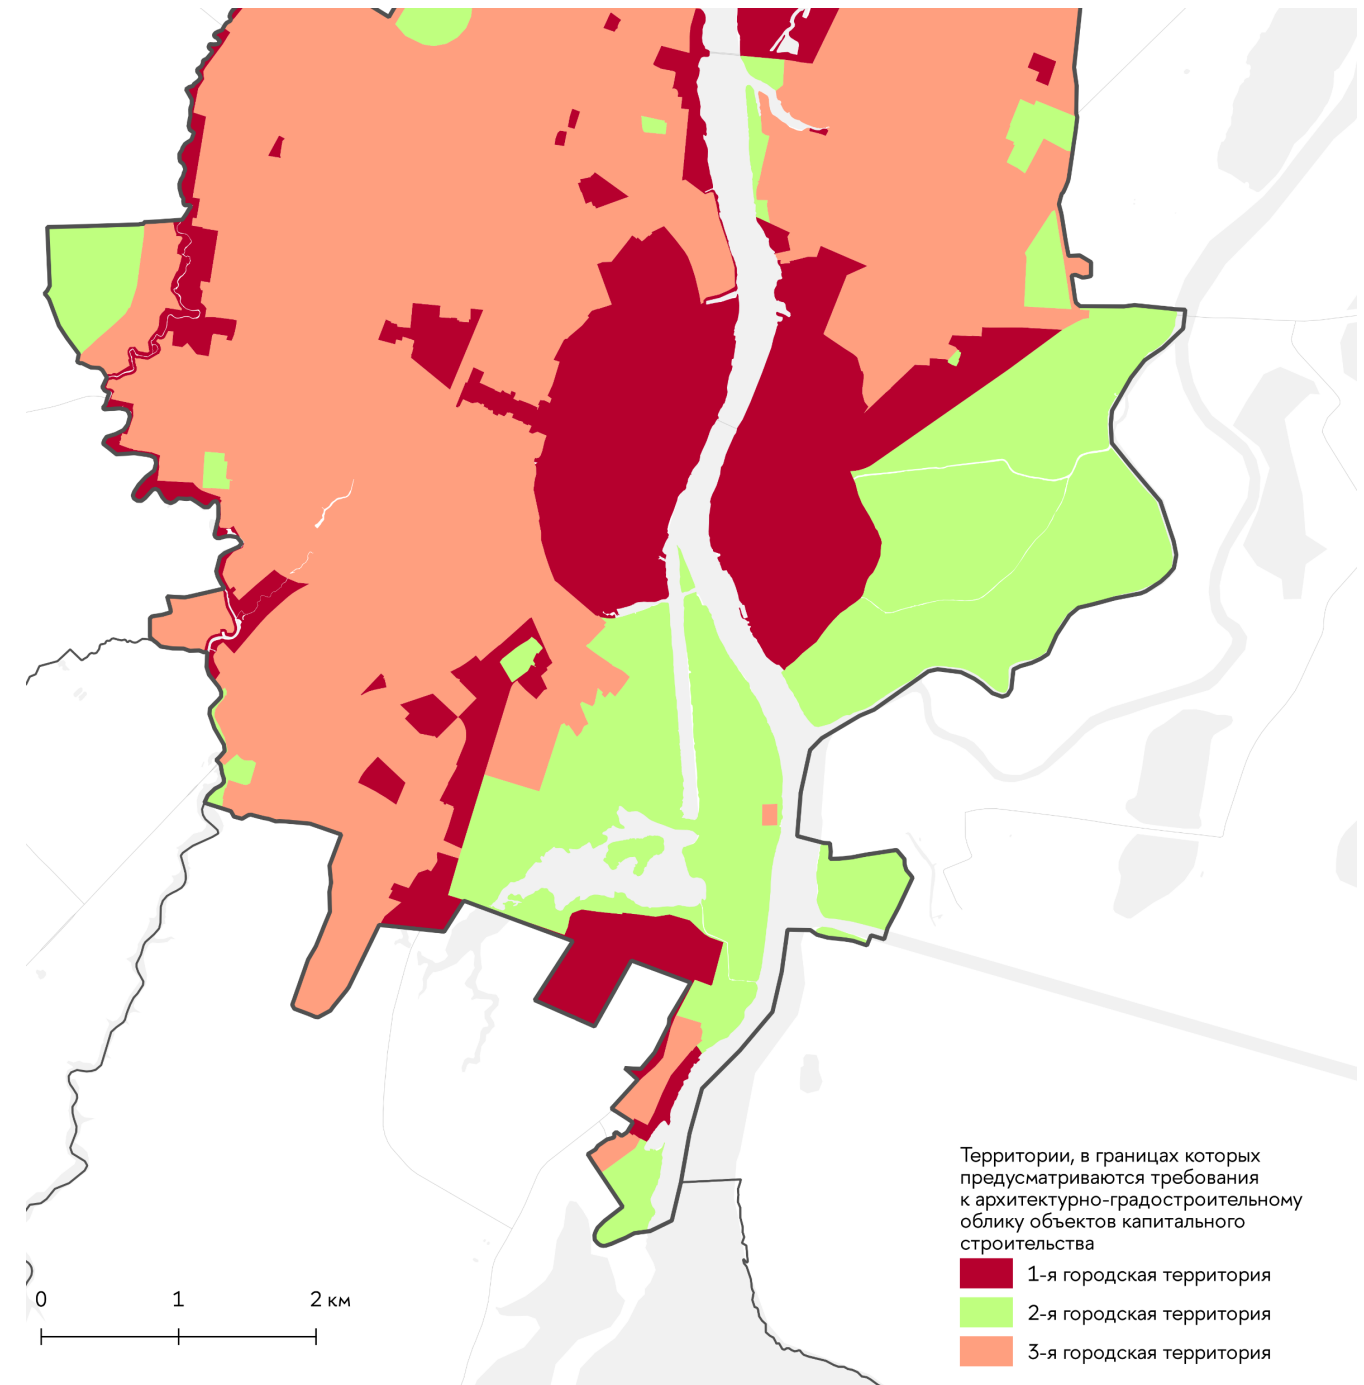 Территории, в границах которых
предусматриваются требования
к архитектурно-градостроительному
облику объектов капитального
строительства
1-я городская территория
2-я городская территория
3-я городская территория
0 1 2 км